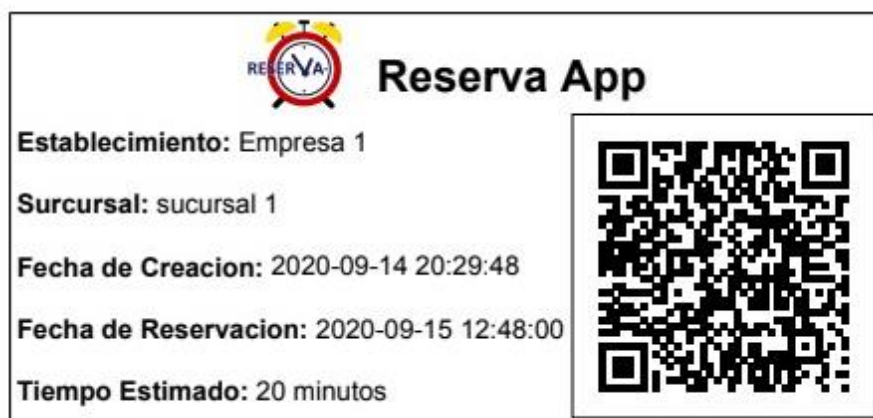 RESERVA
Reserva App
Establecimiento: Empresa 1
Surcursal: sucursal 1
Fecha de Creacion: 2020-09-14 20:29:48
Fecha de Reservacion: 2020-09-15 12:48:00
Tiempo Estimado: 20 minutos